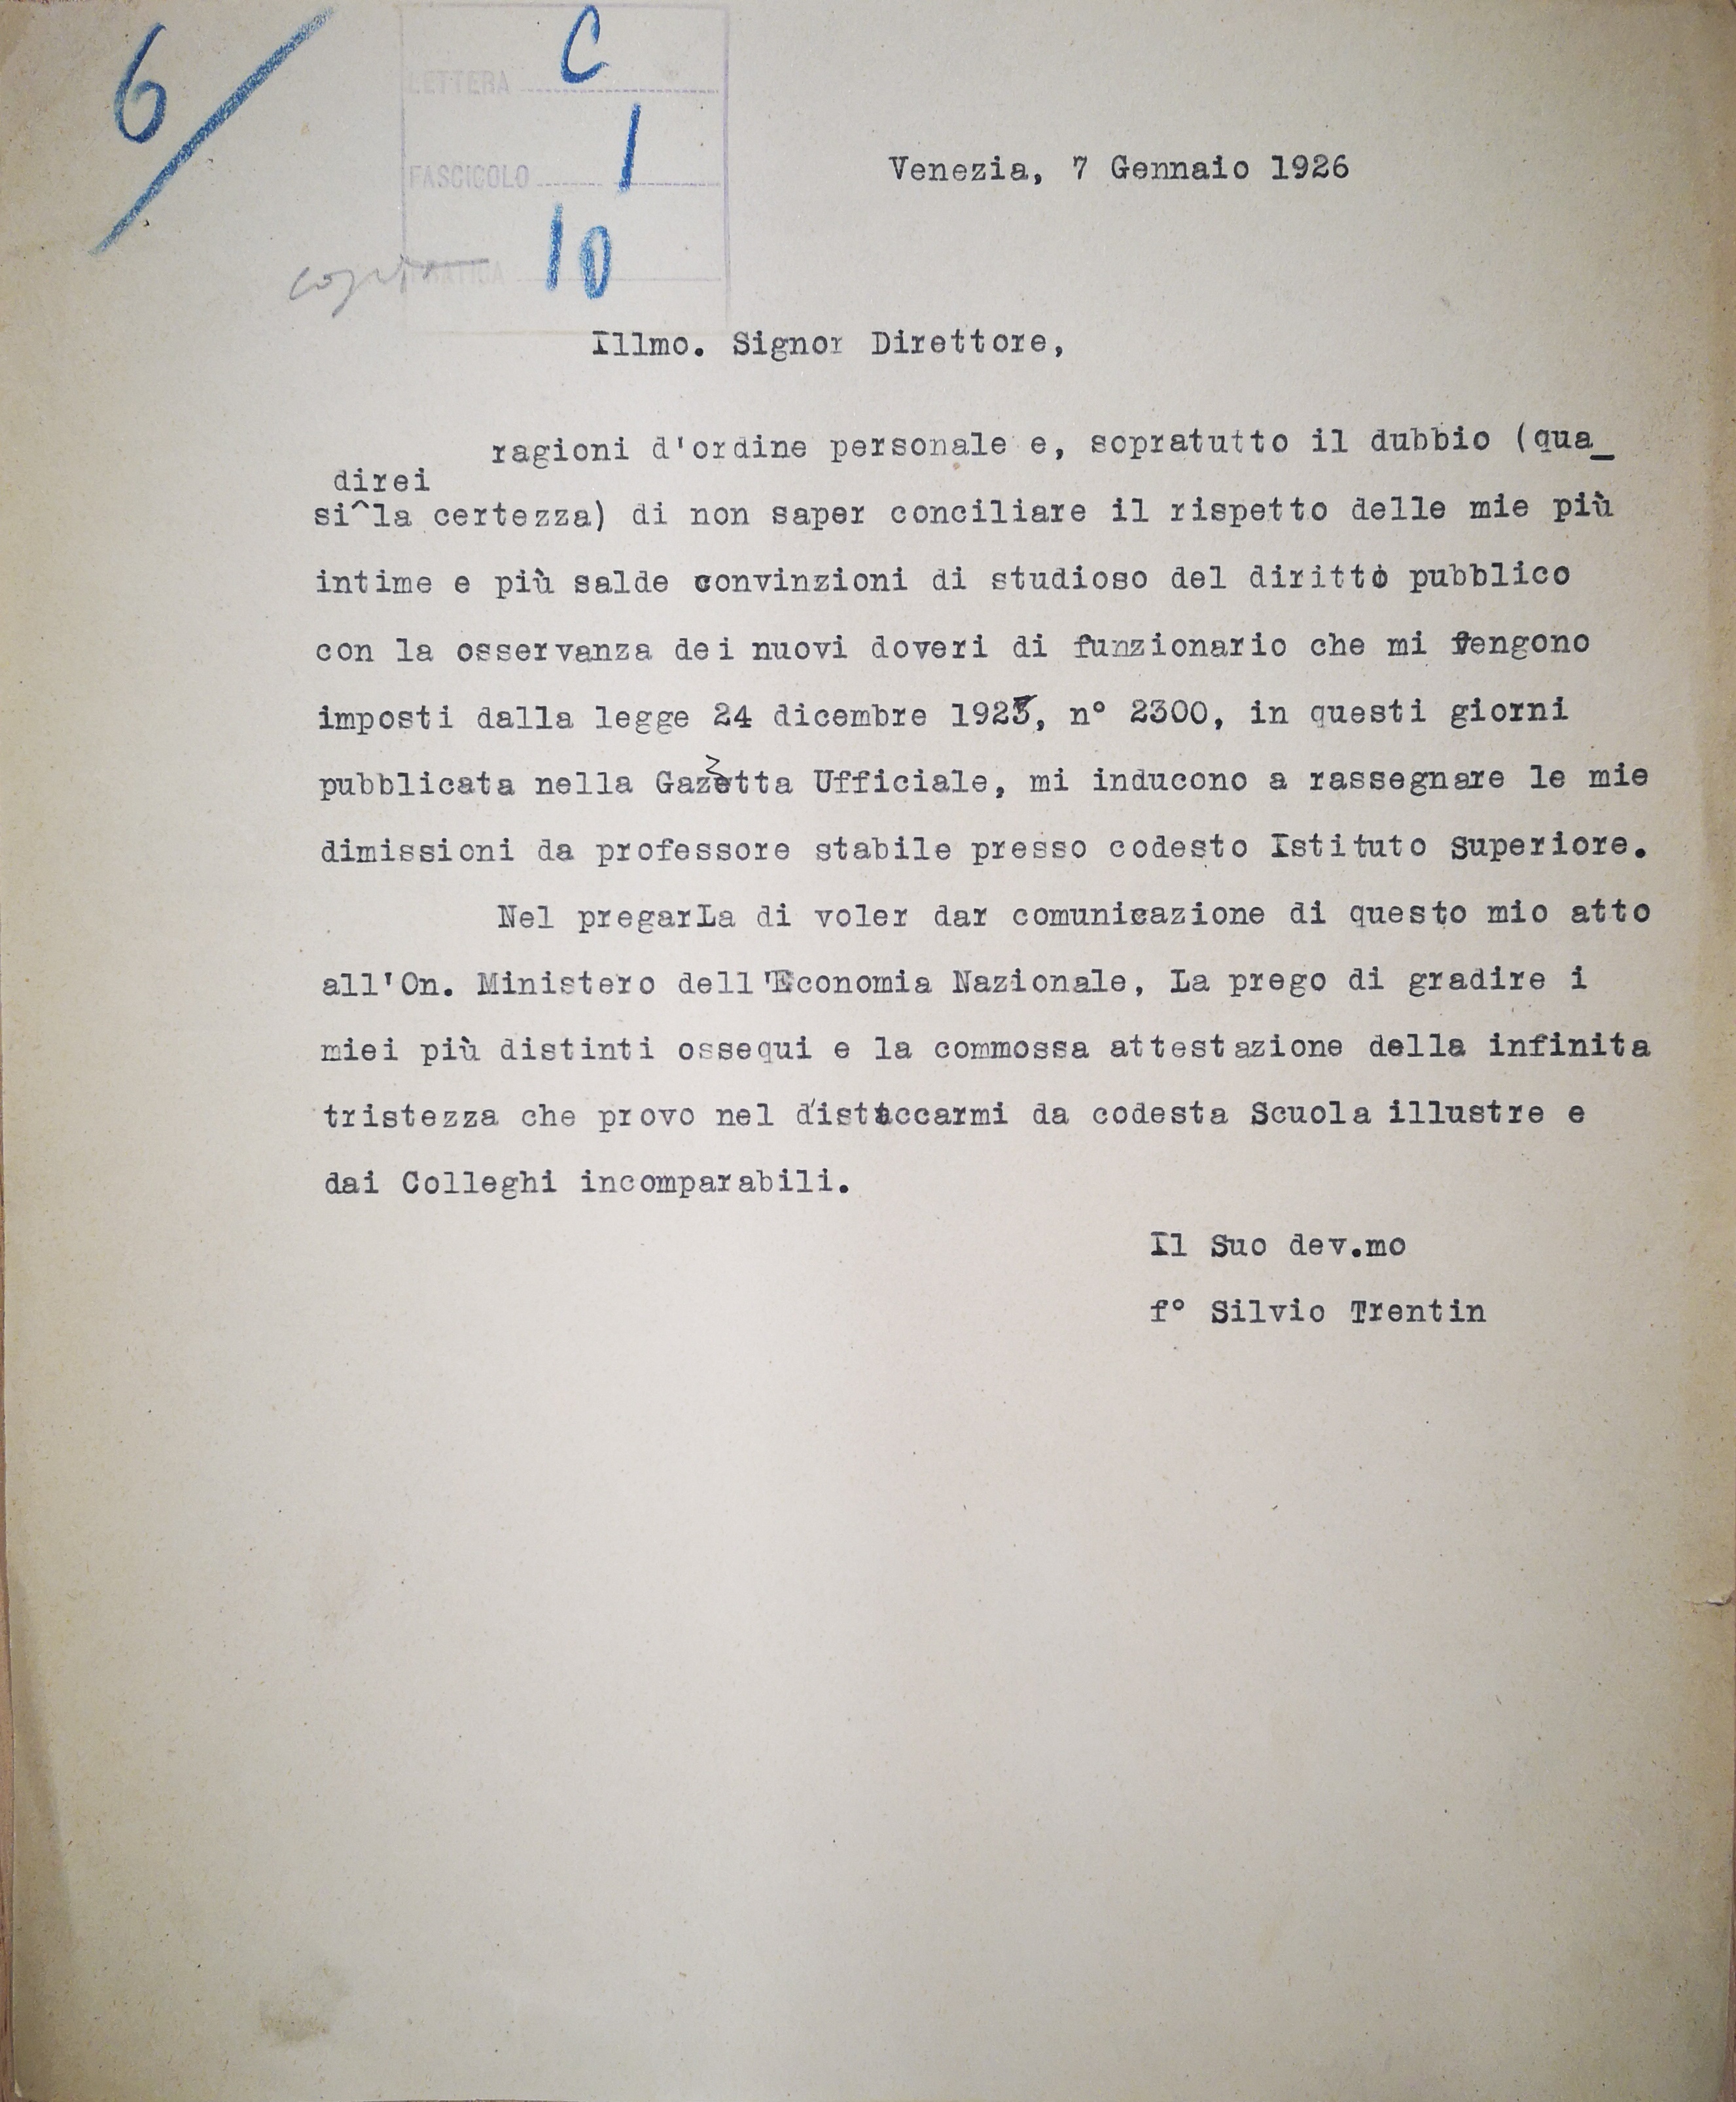 6
LETTERA C
FASCICOLO 1
PRATICA 10
copia
Venezia, 7 Gennaio 1926
Illmo. Signor Direttore,
ragioni d'ordine personale e, sopratutto il dubbio (qua_
direi
si^la certezza) di non saper conciliare il rispetto delle mie più
intime e più salde convinzioni di studioso del diritto pubblico
con la osservanza dei nuovi doveri di funzionario che mi vengono
imposti dalla legge 24 dicembre 1925, n° 2300, in questi giorni
pubblicata nella Gazzetta Ufficiale, mi inducono a rassegnare le mie
dimissioni da professore stabile presso codesto Istituto Superiore.
Nel pregarLa di voler dar comunicazione di questo mio atto
all'On. Ministero dell'Economia Nazionale, La prego di gradire i
miei più distinti ossequi e la commossa attestazione della infinita
tristezza che provo nel distaccarmi da codesta Scuola illustre e
dai Colleghi incomparabili.
Il Suo dev.mo
f° Silvio Trentin